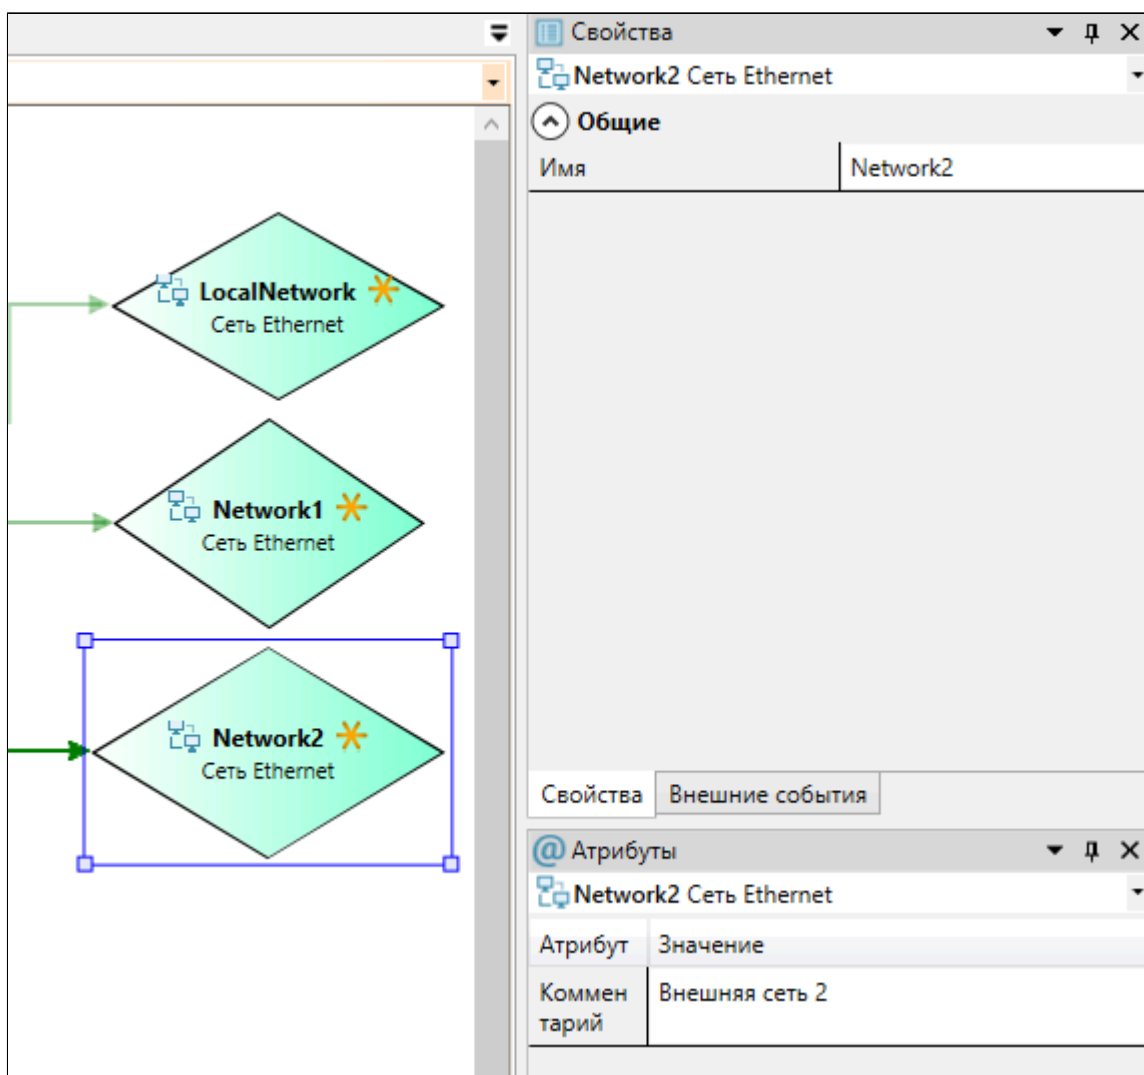 LocalNetwork
Сеть Ethernet
Network1
Сеть Ethernet
Network2
Сеть Ethernet
Свойства
Network2 Сеть Ethernet
Общие
Имя Network2
Свойства Внешние события
@ Атрибуты
Network2 Сеть Ethernet
Атрибут Значение
Коммен Внешняя сеть 2
тарий